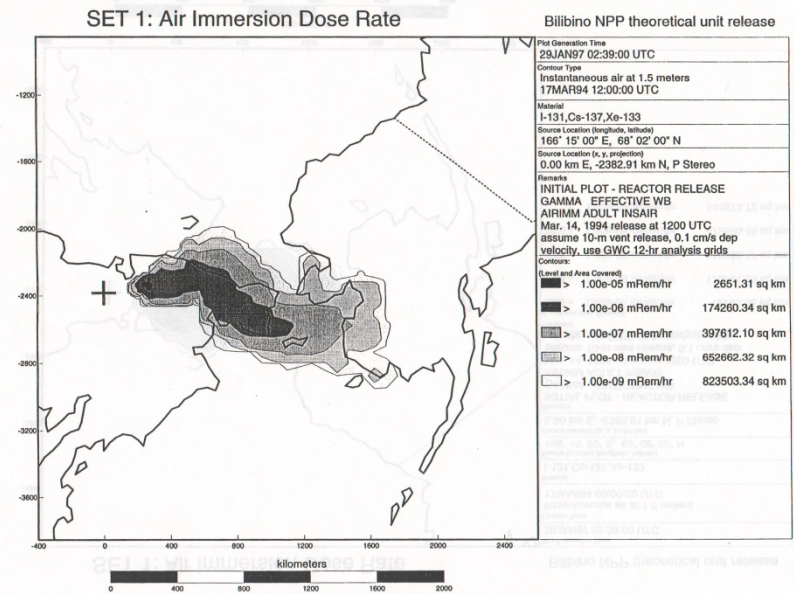 SET 1: Air Immersion Dose Rate
Bilibino NPP theoretical unit release
Plot Generation Time
29JAN97 02:39:00 UTC
Contour Type
Instantaneous air at 1.5 meters
17MAR94 12:00:00 UTC
Material
I-131,Cs-137,Xe-133
Source Location (longitude, latitude)
166° 15' 00" E, 68° 02' 00" N
Source Location (x, y, projection)
0.00 km E, -2382.91 km N, P Stereo
Remarks
INITIAL PLOT - REACTOR RELEASE
GAMMA EFFECTIVE WB
AIRIMM ADULT INSAIR
Mar. 14, 1994 release at 1200 UTC
assume 10-m vent release, 0.1 cm/s dep
velocity, use GWC 12-hr analysis grids
Contours:
(Level and Area Covered)
> 1.00e-05 mRem/hr 2651.31 sq km
> 1.00e-06 mRem/hr 174260.34 sq km
> 1.00e-07 mRem/hr 397612.10 sq km
> 1.00e-08 mRem/hr 652662.32 sq km
> 1.00e-09 mRem/hr 823503.34 sq km
-1200
-1600
-2000
-2400
-2800
-3200
-3600
-400 0 400 800 1200 1600 2000 2400
kilometers
0 400 800 1200 1600 2000